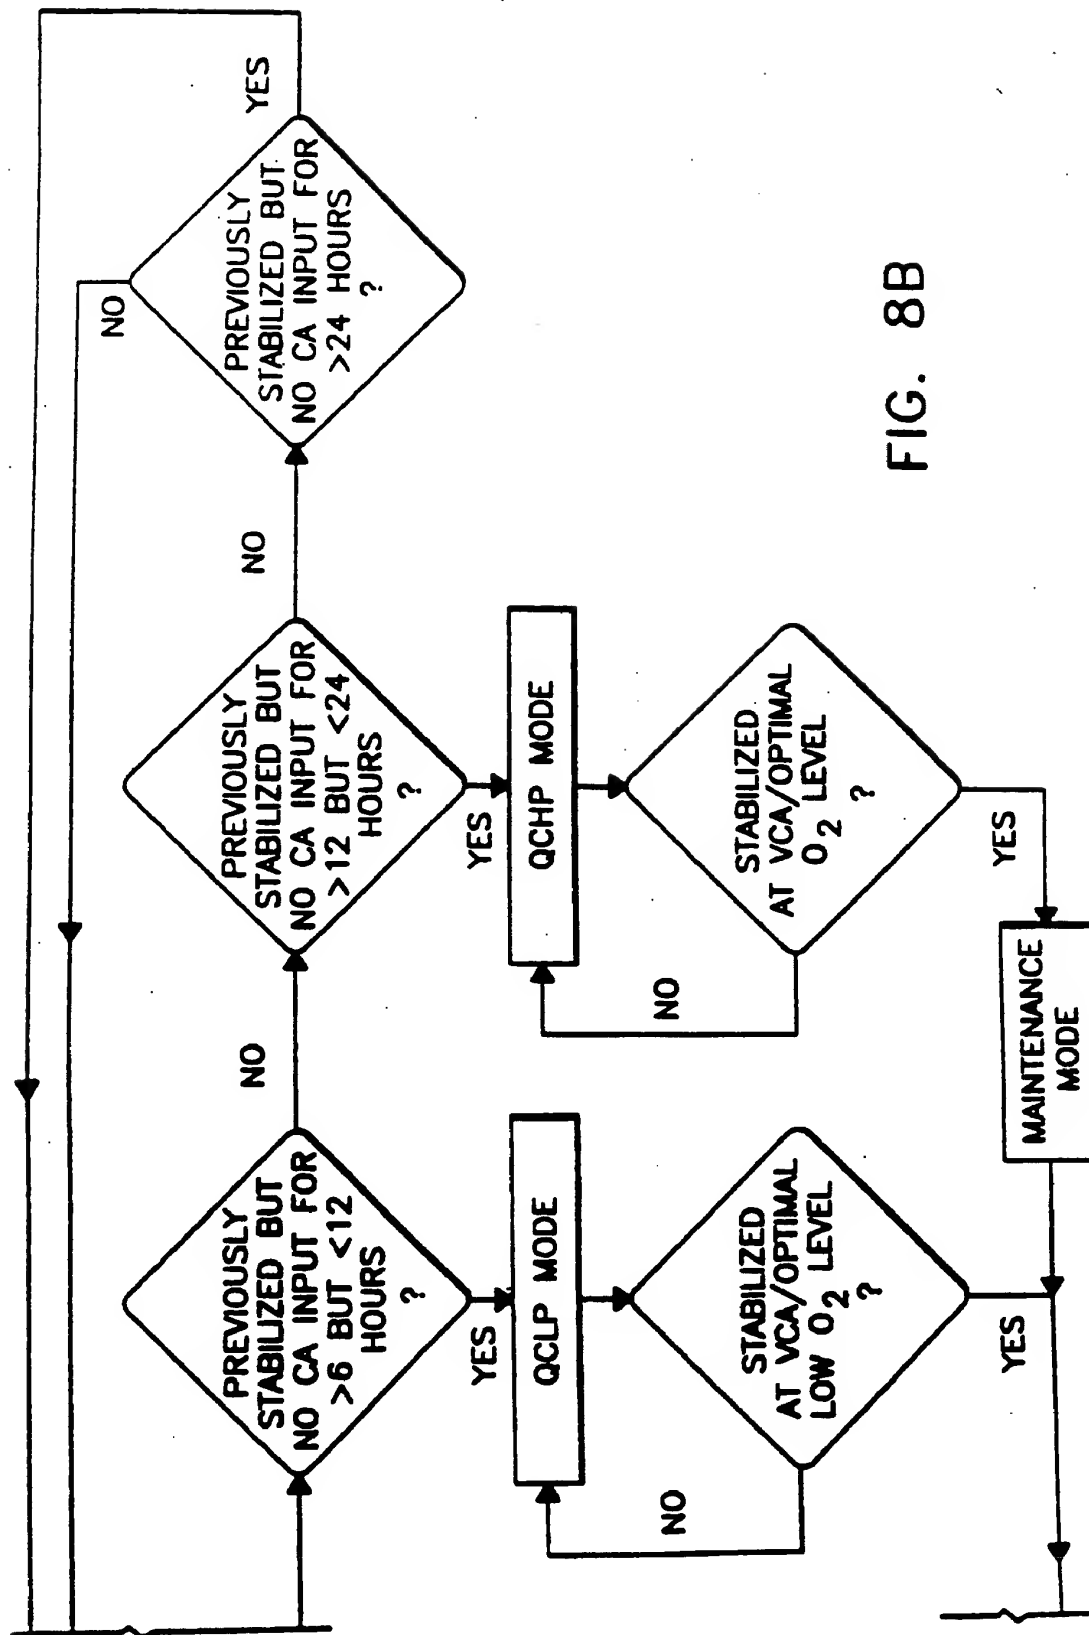 PREVIOUSLY
STABILIZED BUT
NO CA INPUT FOR
>6 BUT <12
HOURS
?
NO
YES
PREVIOUSLY
STABILIZED BUT
NO CA INPUT FOR
>12 BUT <24
HOURS
?
NO
YES
PREVIOUSLY
STABILIZED BUT
NO CA INPUT FOR
>24 HOURS
?
NO
YES
QCLP MODE
NO
STABILIZED
AT VCA/OPTIMAL
LOW O2 LEVEL
?
YES
QCHP MODE
NO
STABILIZED
AT VCA/OPTIMAL
O2 LEVEL
?
YES
MAINTENANCE
MODE
FIG. 8B